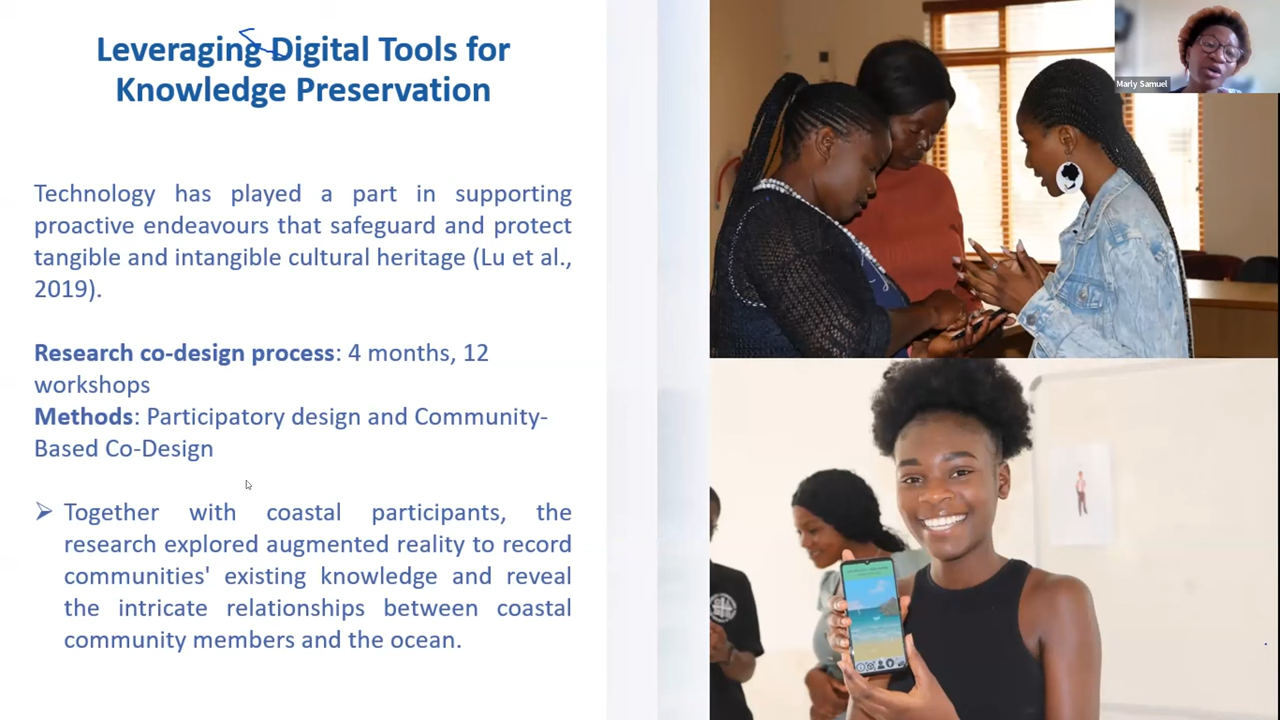 Leveraging Digital Tools for
Knowledge Preservation
Technology has played a part in supporting
proactive endeavours that safeguard and protect
tangible and intangible cultural heritage (Lu et al.,
2019).
Research co-design process: 4 months, 12
workshops
Methods: Participatory design and Community-
Based Co-Design
➢ Together with coastal participants, the
research explored augmented reality to record
communities' existing knowledge and reveal
the intricate relationships between coastal
community members and the ocean.
Marly Samuel